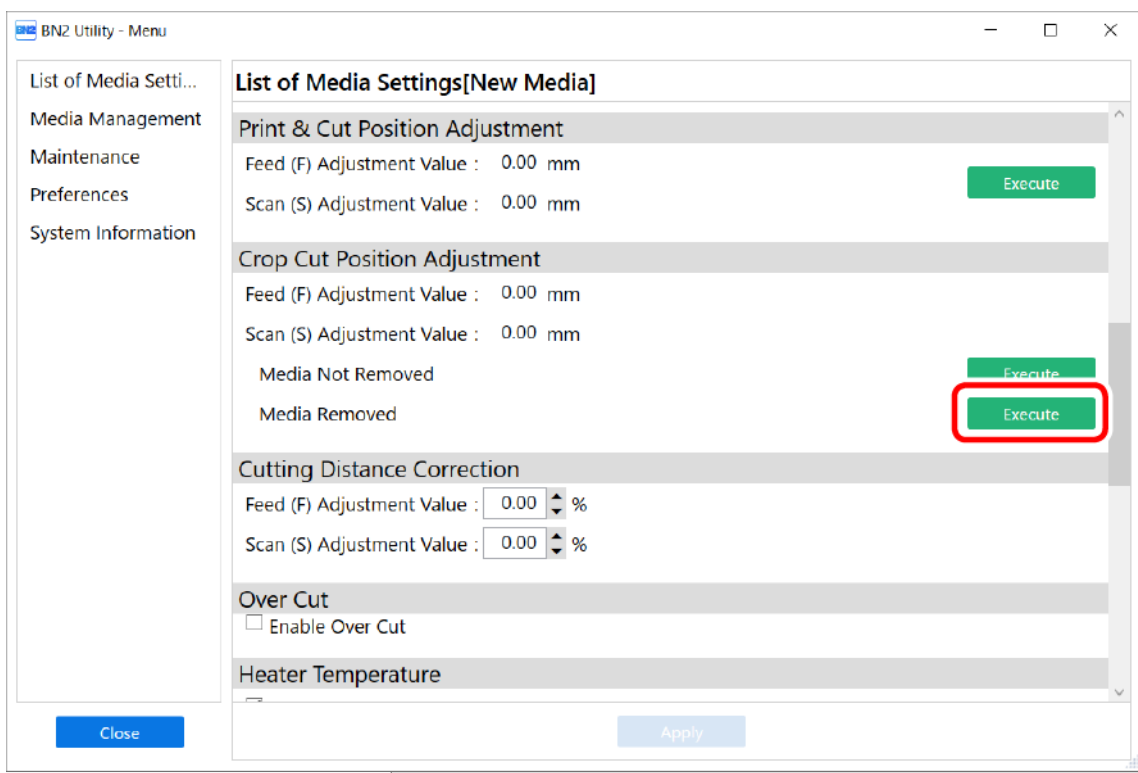 BN2 BN2 Utility - Menu
List of Media Setti...
Media Management
Maintenance
Preferences
System Information
Close
List of Media Settings[New Media]
Print & Cut Position Adjustment
Feed (F) Adjustment Value : 0.00 mm
Execute
Scan (S) Adjustment Value : 0.00 mm
Crop Cut Position Adjustment
Feed (F) Adjustment Value : 0.00 mm
Scan (S) Adjustment Value : 0.00 mm
Media Not Removed Execute
Media Removed Execute
Cutting Distance Correction
Feed (F) Adjustment Value : 0.00 %
Scan (S) Adjustment Value : 0.00 %
Over Cut
Enable Over Cut
Heater Temperature
Apply